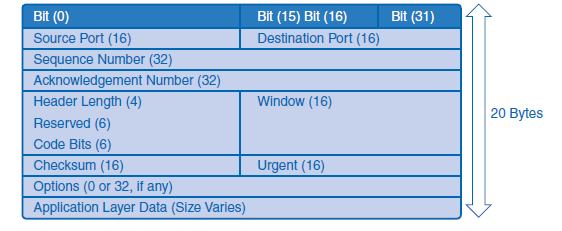 Bit (0) Bit (15) Bit (16) Bit (31)
Source Port (16) Destination Port (16)
Sequence Number (32)
Acknowledgement Number (32)
Header Length (4) Window (16)
Reserved (6)
Code Bits (6)
Checksum (16) Urgent (16)
Options (0 or 32, if any)
Application Layer Data (Size Varies)
20 Bytes